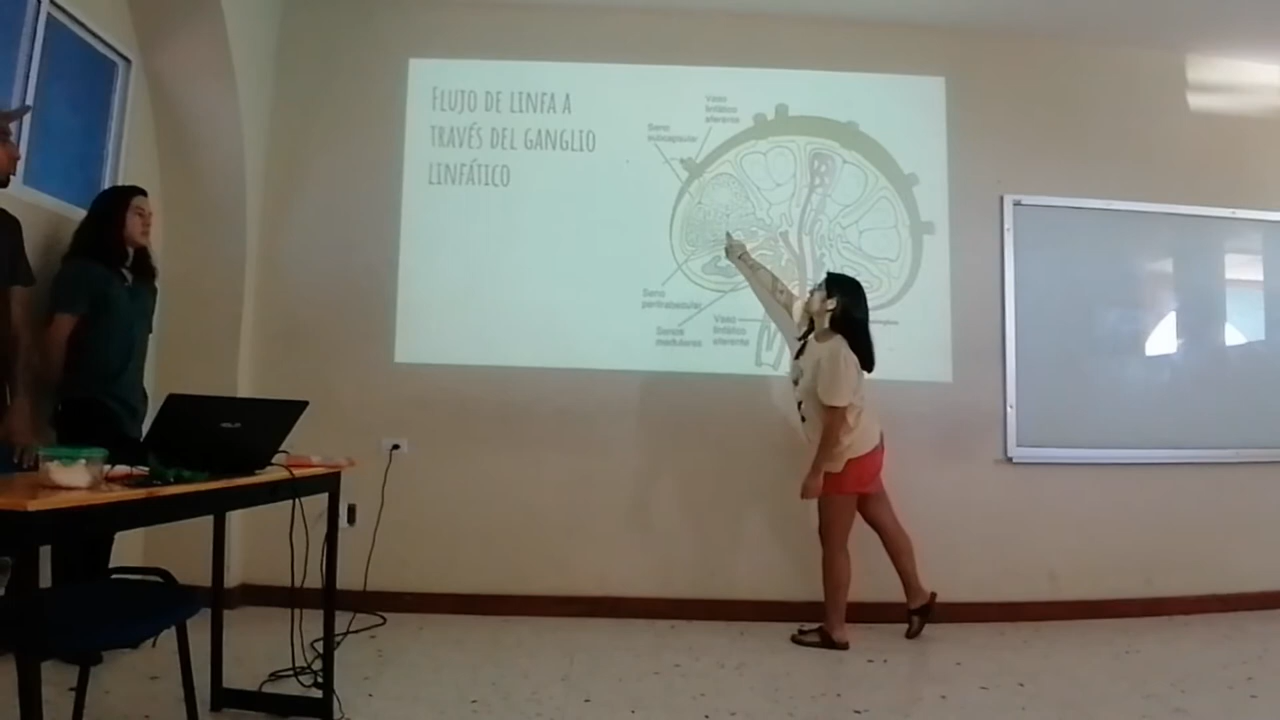 FLUJO DE LINFA A
TRAVÉS DEL GANGLIO
LINFÁTICO
Vaso
linfático
aferente
Seno
subcapsular
Seno
peritrabecular
Senos
medulares
Vaso
linfático
eferente
ASUS